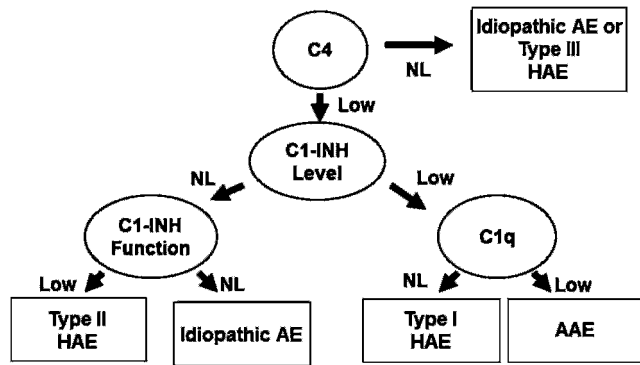 C4
NL
Idiopathic AE or
Type III
HAE
Low
C1-INH
Level
NL
Low
C1-INH
Function
C1q
Low
NL
NL
Low
Type II
HAE
Idiopathic AE
Type I
HAE
AAE